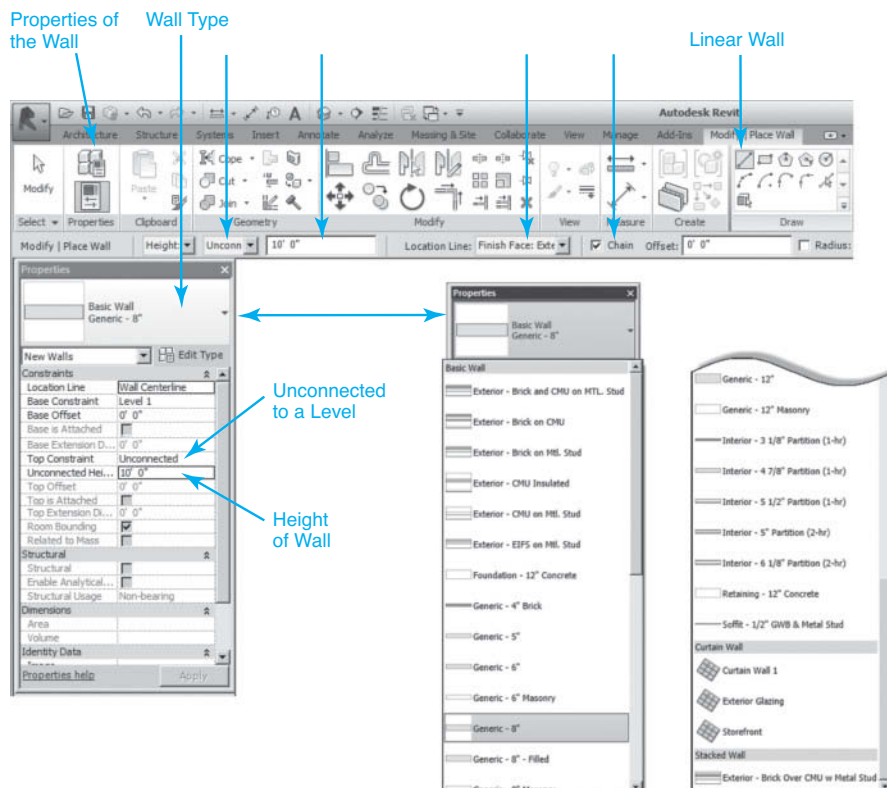 Properties of
the Wall
Wall Type
Linear Wall
Autodesk Revit
Architecture Structure Systems Insert Annotate Analyze Massing & Site Collaborate View Manage Add-Ins Modify Place Wall
Modify
Paste
Cope
Cut
Join
Select Properties Clipboard Geometry Modify View Measure Create Draw
Modify | Place Wall Height: Unconn 10' 0" Location Line: Finish Face: Exte Chain Offset: 0' 0" Radius:
Properties
Basic Wall
Generic - 8"
New Walls Edit Type
Constraints
Location Line Wall Centerline
Base Constraint Level 1
Base Offset 0' 0"
Base is Attached
Base Extension D... 0' 0"
Top Constraint Unconnected
Unconnected Hei... 10' 0"
Top Offset 0' 0"
Top is Attached
Top Extension Di... 0' 0"
Room Bounding
Related to Mass
Structural
Structural
Enable Analytical...
Structural Usage Non-bearing
Dimensions
Area
Volume
Identity Data
Properties help Apply
Unconnected
to a Level
Height
of Wall
Properties
Basic Wall
Generic - 8"
Basic Wall
Exterior - Brick and CMU on MTL. Stud
Exterior - Brick on CMU
Exterior - Brick on Mtl. Stud
Exterior - CMU Insulated
Exterior - CMU on Mtl. Stud
Exterior - EIFS on Mtl. Stud
Foundation - 12" Concrete
Generic - 4" Brick
Generic - 5"
Generic - 6"
Generic - 6" Masonry
Generic - 8"
Generic - 8" - Filled
Generic - 12"
Generic - 12" Masonry
Interior - 3 1/8" Partition (1-hr)
Interior - 4 7/8" Partition (1-hr)
Interior - 5 1/2" Partition (1-hr)
Interior - 5" Partition (2-hr)
Interior - 6 1/8" Partition (2-hr)
Retaining - 12" Concrete
Soffit - 1/2" GWB & Metal Stud
Curtain Wall
Curtain Wall 1
Exterior Glazing
Storefront
Stacked Wall
Exterior - Brick Over CMU w Metal Stud